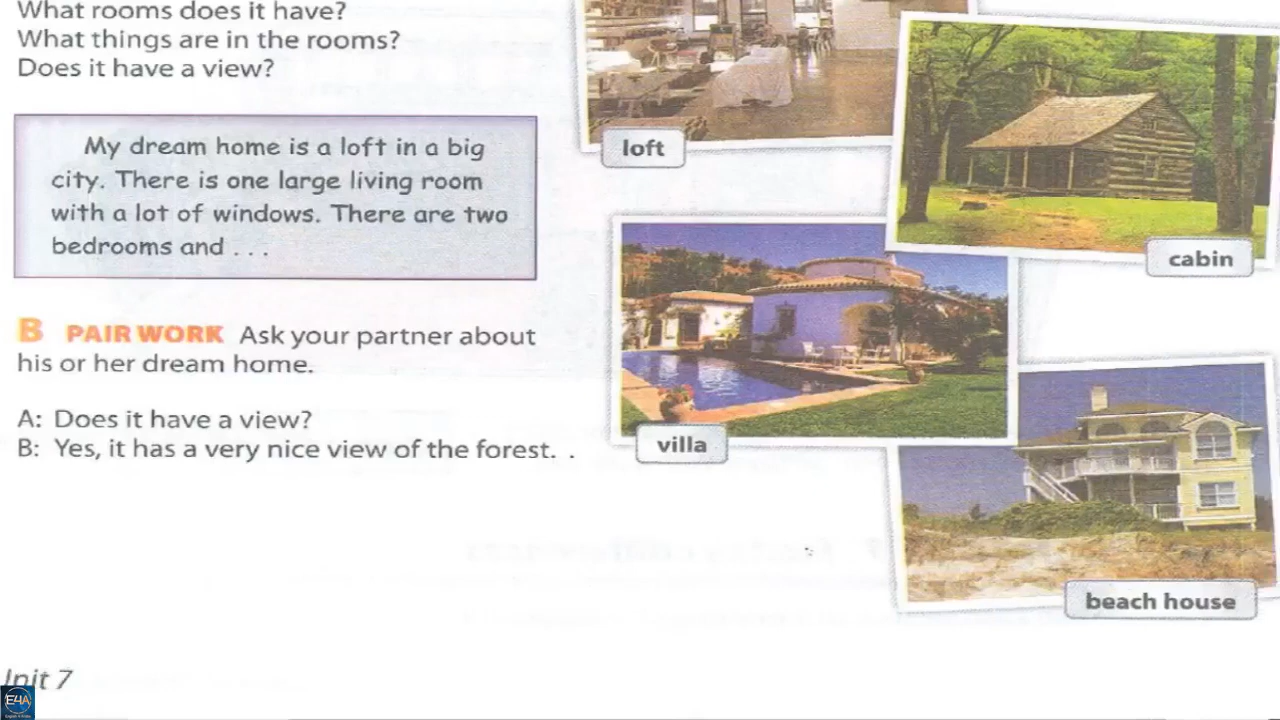 What rooms does it have?
What things are in the rooms?
Does it have a view?
My dream home is a loft in a big
city. There is one large living room
with a lot of windows. There are two
bedrooms and . . .
B PAIR WORK Ask your partner about
his or her dream home.
A: Does it have a view?
B: Yes, it has a very nice view of the forest. .
loft
cabin
villa
beach house
Unit 7
E4A